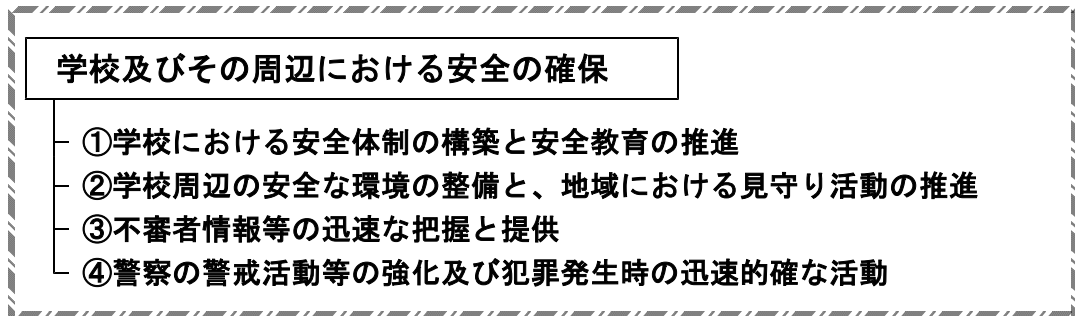 学校及びその周辺における安全の確保
①学校における安全体制の構築と安全教育の推進
②学校周辺の安全な環境の整備と、地域における見守り活動の推進
③不審者情報等の迅速な把握と提供
④警察の警戒活動等の強化及び犯罪発生時の迅速的確な活動